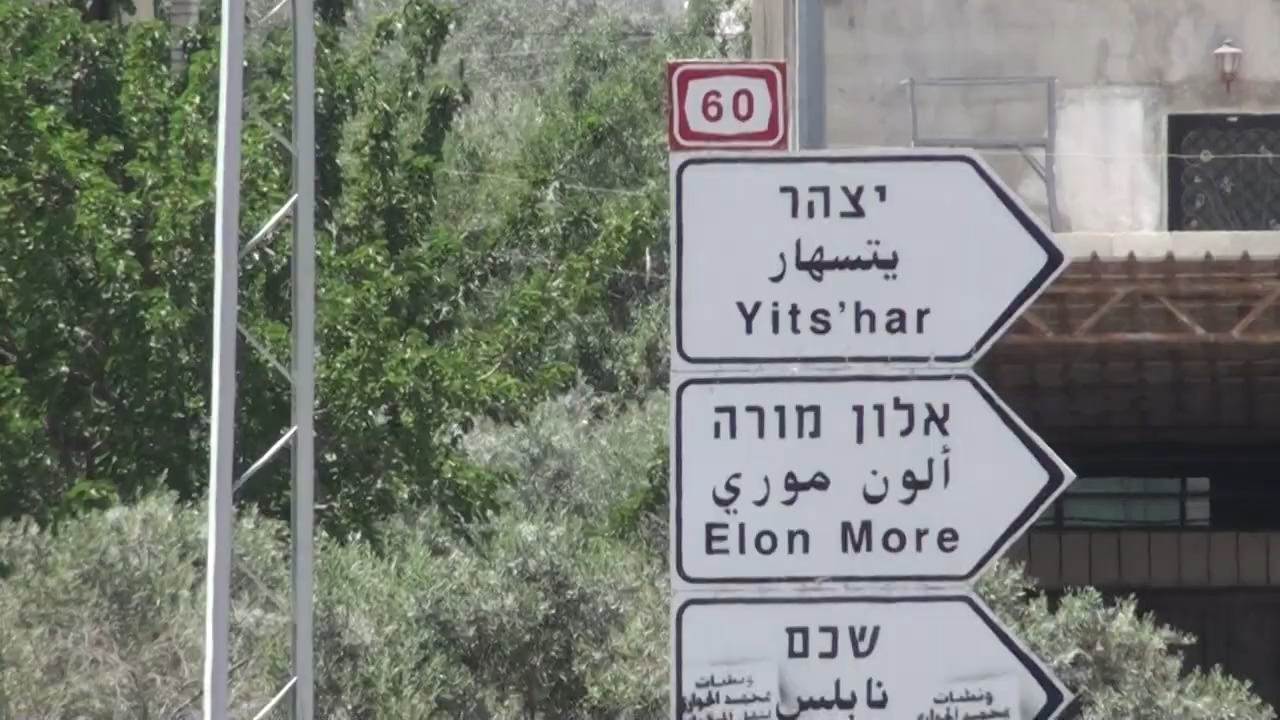 60
יצהר
يتسهار
Yits'har
אלון מורה
ألون موري
Elon More
שכם
نابلس